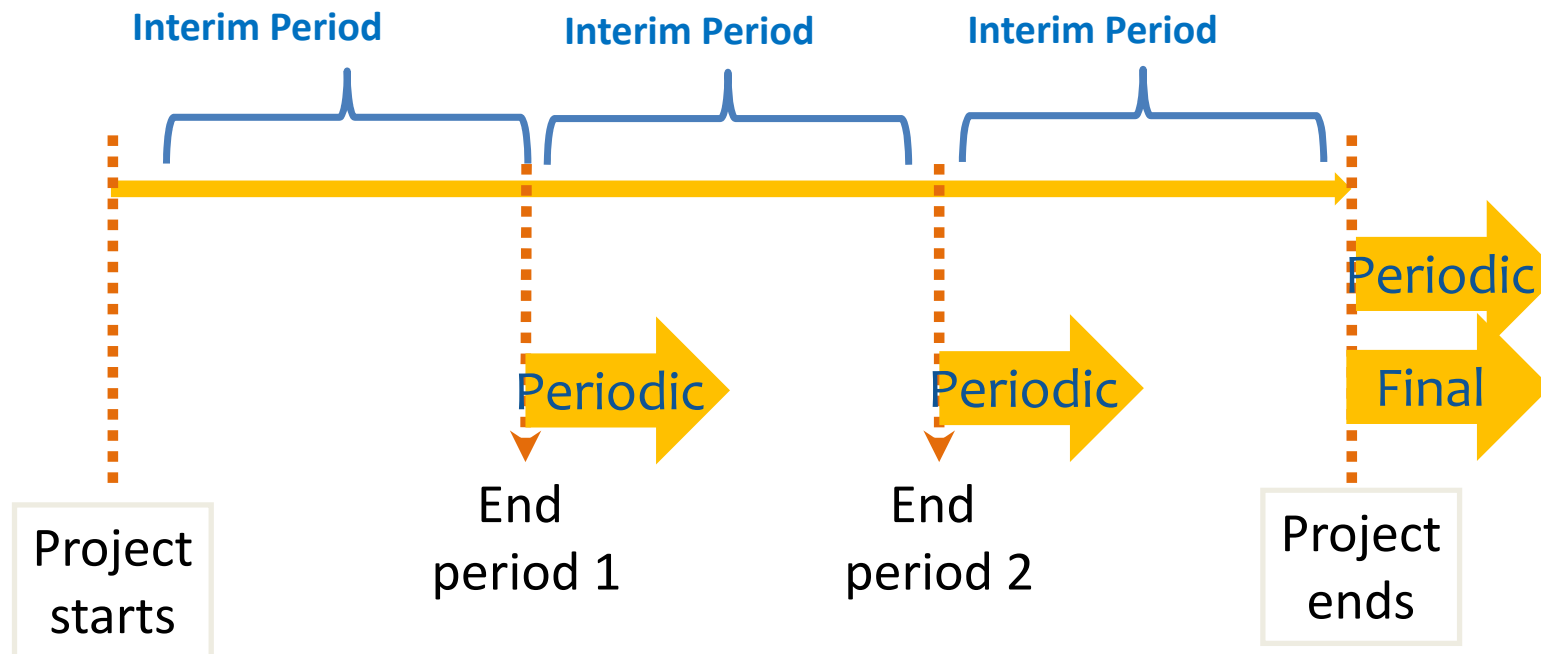 Interim Period
Interim Period
Interim Period
Periodic
Periodic
Periodic
Final
Project
starts
End
period 1
End
period 2
Project
ends